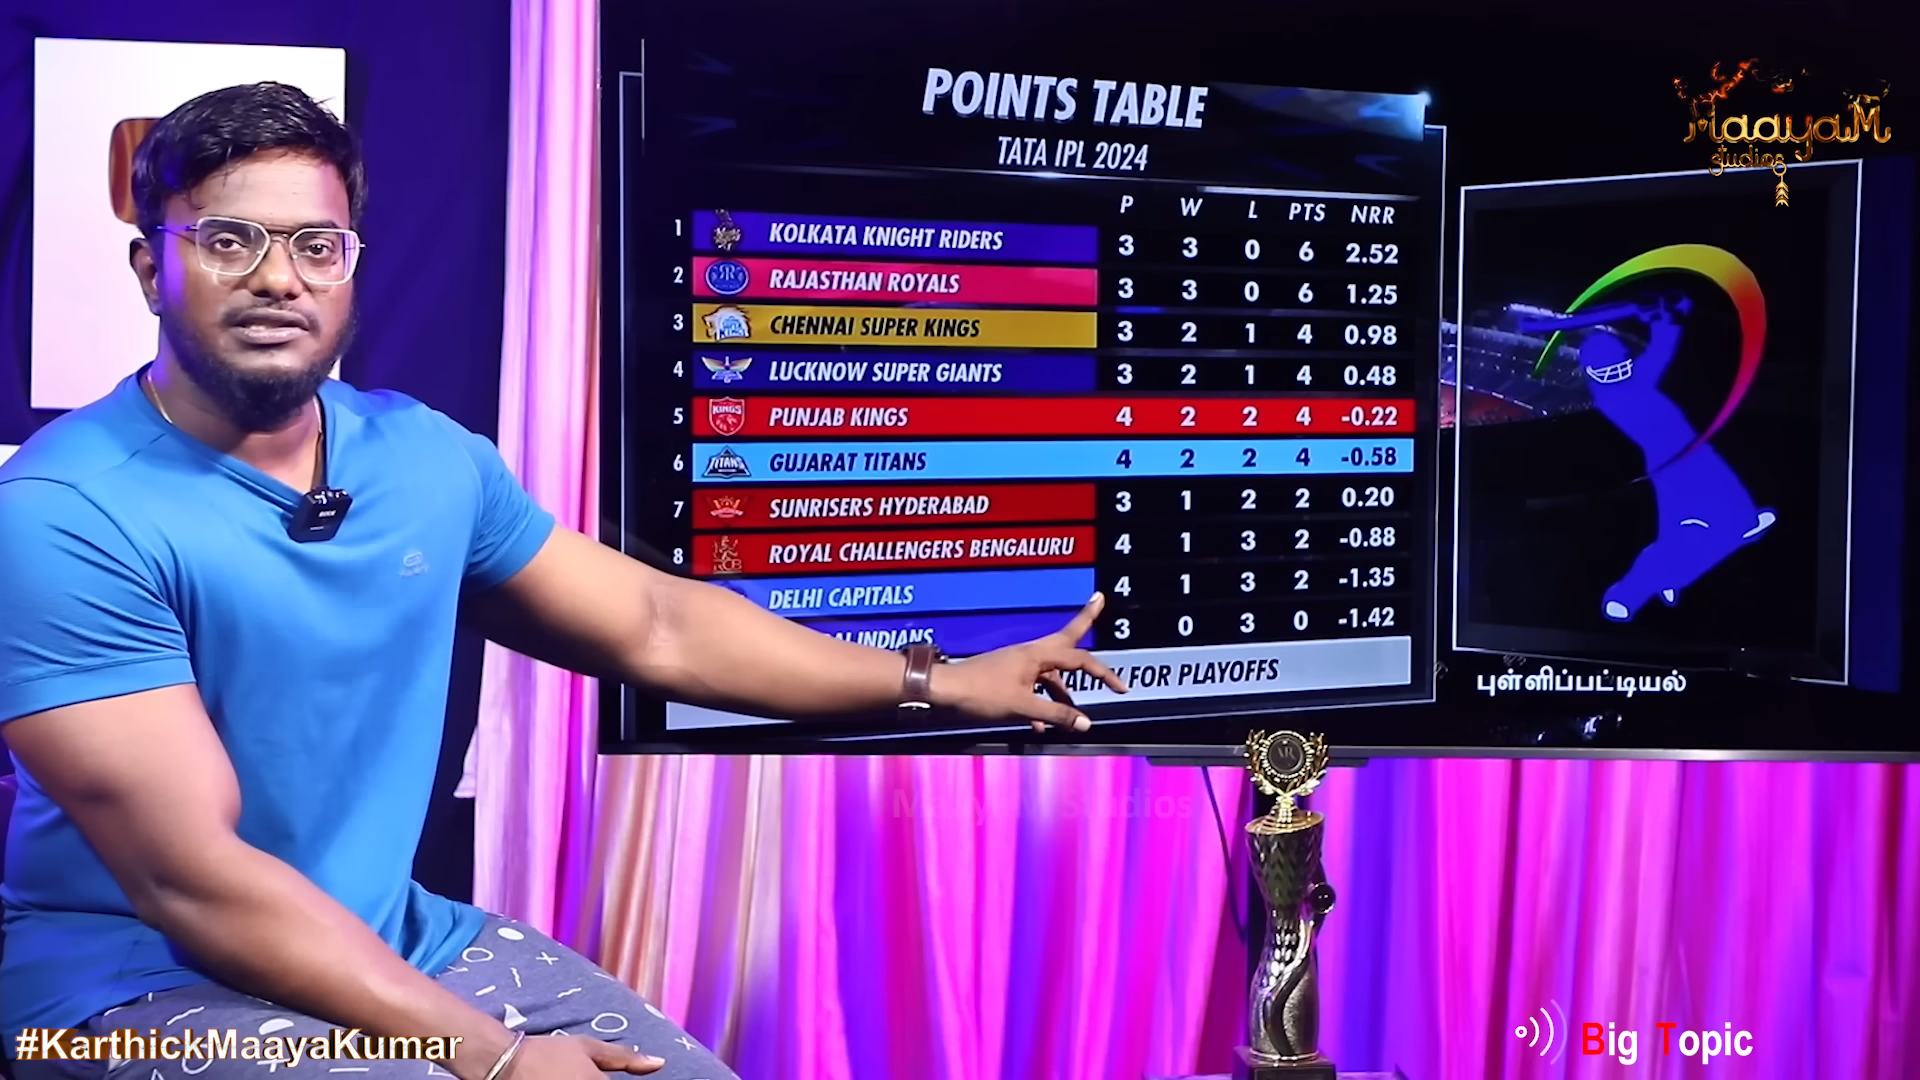 POINTS TABLE
TATA IPL 2024
P W L PTS NRR
1 KOLKATA KNIGHT RIDERS 3 3 0 6 2.52
2 RAJASTHAN ROYALS 3 3 0 6 1.25
3 CHENNAI SUPER KINGS 3 2 1 4 0.98
4 LUCKNOW SUPER GIANTS 3 2 1 4 0.48
5 PUNJAB KINGS 4 2 2 4 -0.22
6 GUJARAT TITANS 4 2 2 4 -0.58
7 SUNRISERS HYDERABAD 3 1 2 2 0.20
8 ROYAL CHALLENGERS BENGALURU 4 1 3 2 -0.88
DELHI CAPITALS 4 1 3 2 -1.35
INDIANS 3 0 3 0 -1.42
FOR PLAYOFFS
MaayaM
studios
புள்ளிப்பட்டியல்
MaayaM Studios
#KarthickMaayaKumar
Big Topic